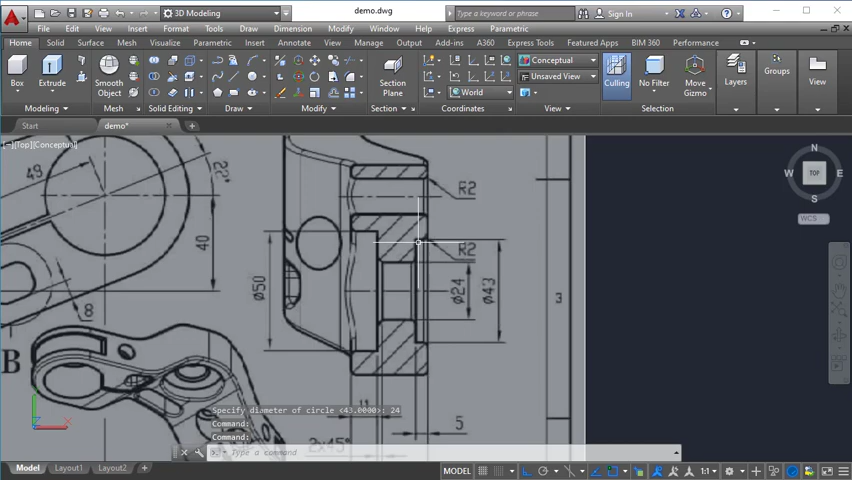 3D Modeling
demo.dwg
Type a keyword or phrase
Sign In
File Edit View Insert Format Tools Draw Dimension Modify Window Help Express Parametric
Home Solid Surface Mesh Visualize Parametric Insert Annotate View Manage Output Add-ins A360 Express Tools Featured Apps BIM 360 Performance
Box
Extrude
Smooth
Object
Section
Plane
Conceptual
Unsaved View
World
Culling
No Filter
Move
Gizmo
Layers
Groups
View
Modeling Mesh Solid Editing Draw Modify Section Coordinates View Selection
Start demo*
[−][Top][Conceptual]
N
W TOP E
S
WCS
49
22°
40
8
B
R2
R2
ø50
ø24
ø43
3
11
5
2x45°
Specify diameter of circle <43.0000>: 24
Command:
Command:
Type a command
Y
X
Model Layout1 Layout2
MODEL
1:1